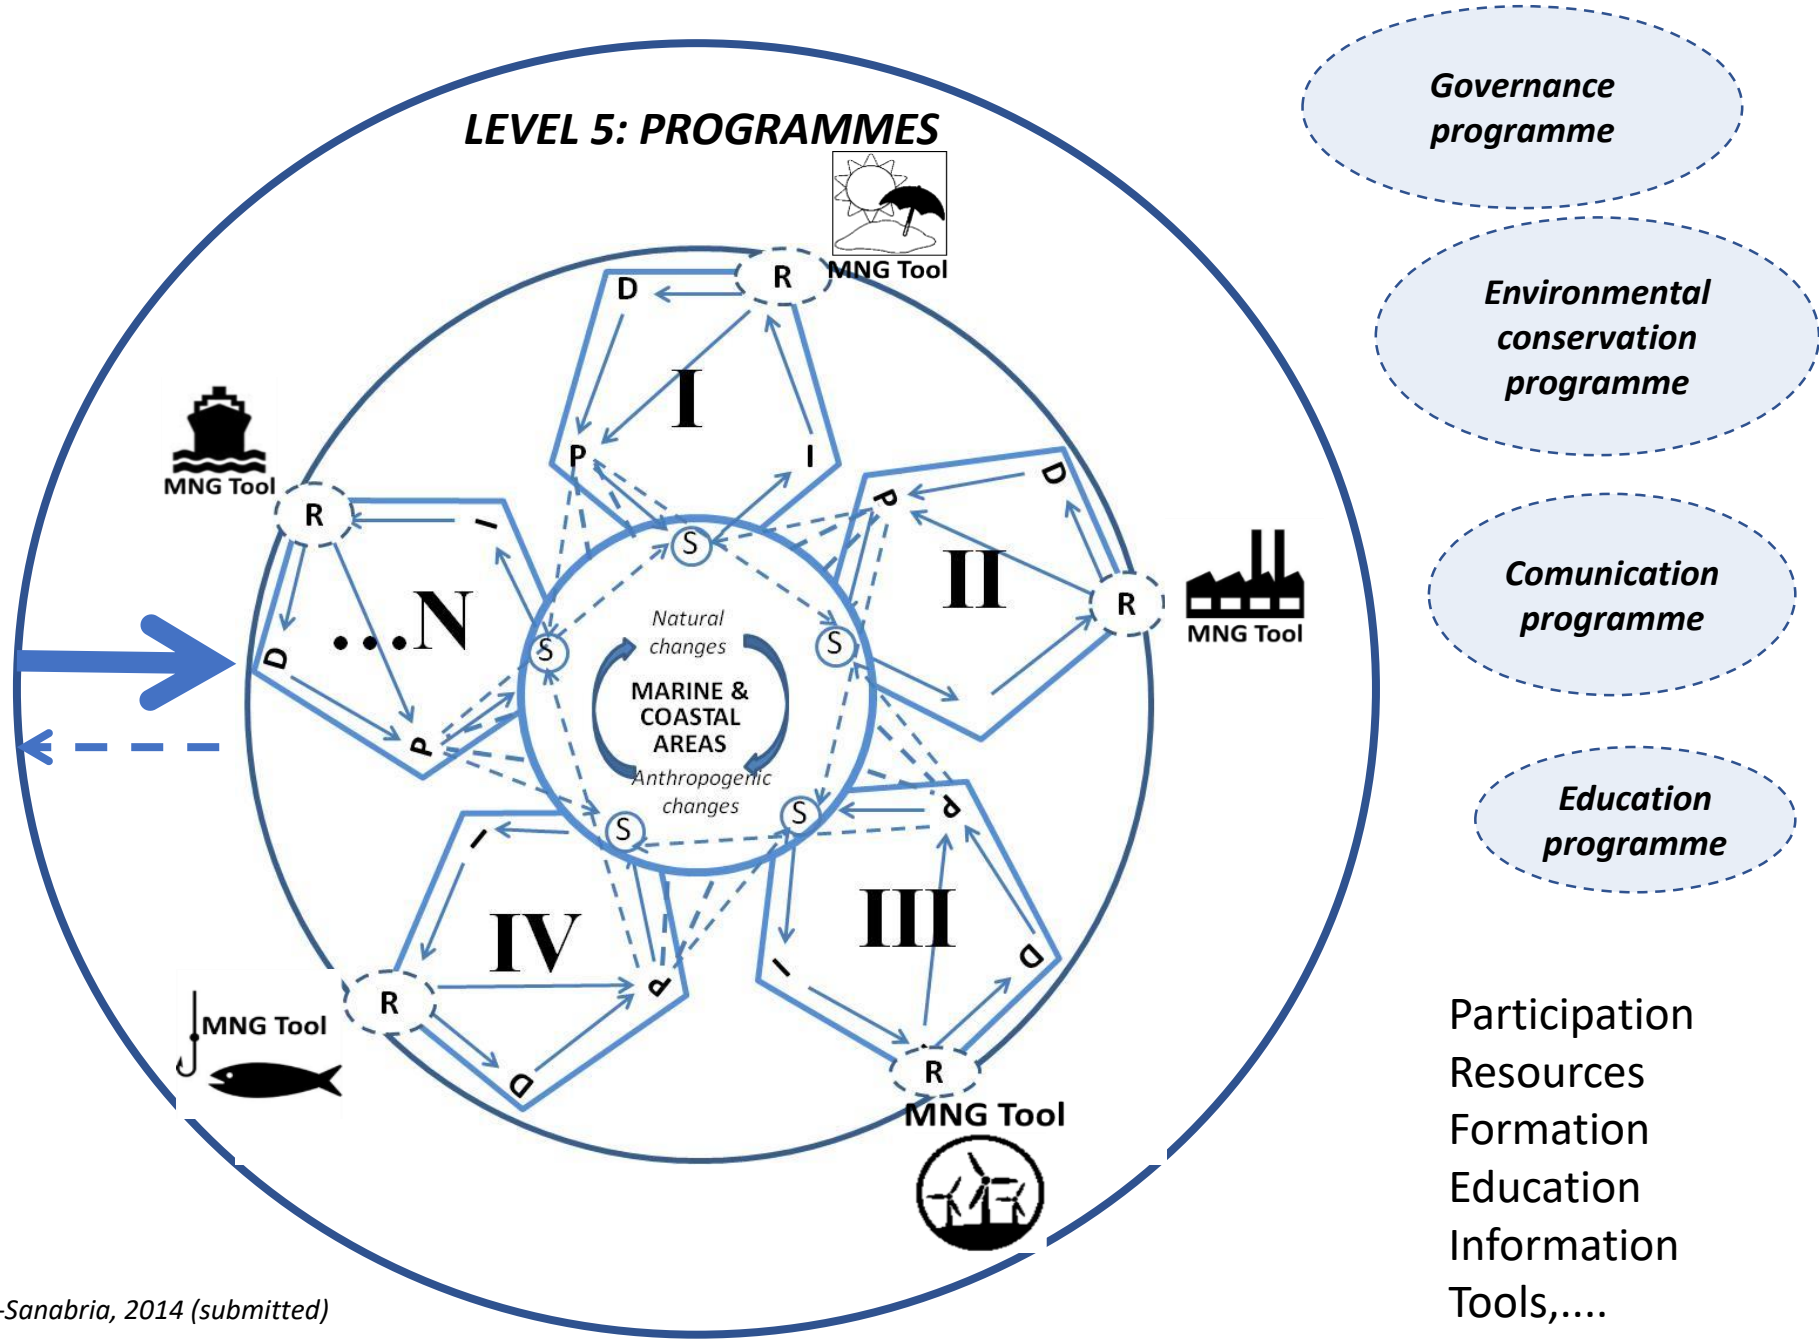 LEVEL 5: PROGRAMMES
MNG Tool
R
D
I
P
I
S
MNG Tool
R
I
...N
D
P
S
P
D
II
R
MNG Tool
S
Natural
changes
MARINE &
COASTAL
AREAS
Anthropogenic
changes
S
S
P
I
IV
R
P
D
MNG Tool
III
I
D
R
MNG Tool
Governance
programme
Environmental
conservation
programme
Comunication
programme
Education
programme
Participation
Resources
Formation
Education
Information
Tools,....
-Sanabria, 2014 (submitted)